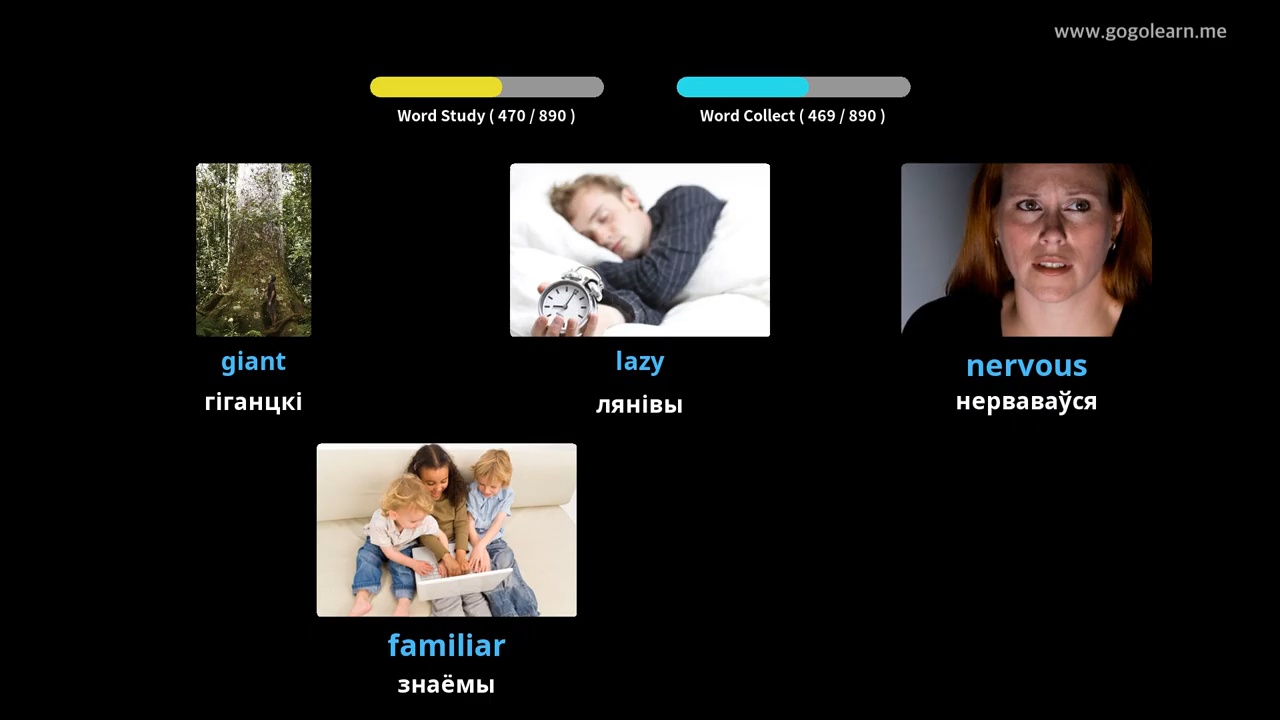 www.gogolearn.me
Word Study ( 470 / 890 )
Word Collect ( 469 / 890 )
giant
гіганцкі
lazy
лянівы
nervous
нерваваўся
familiar
знаёмы